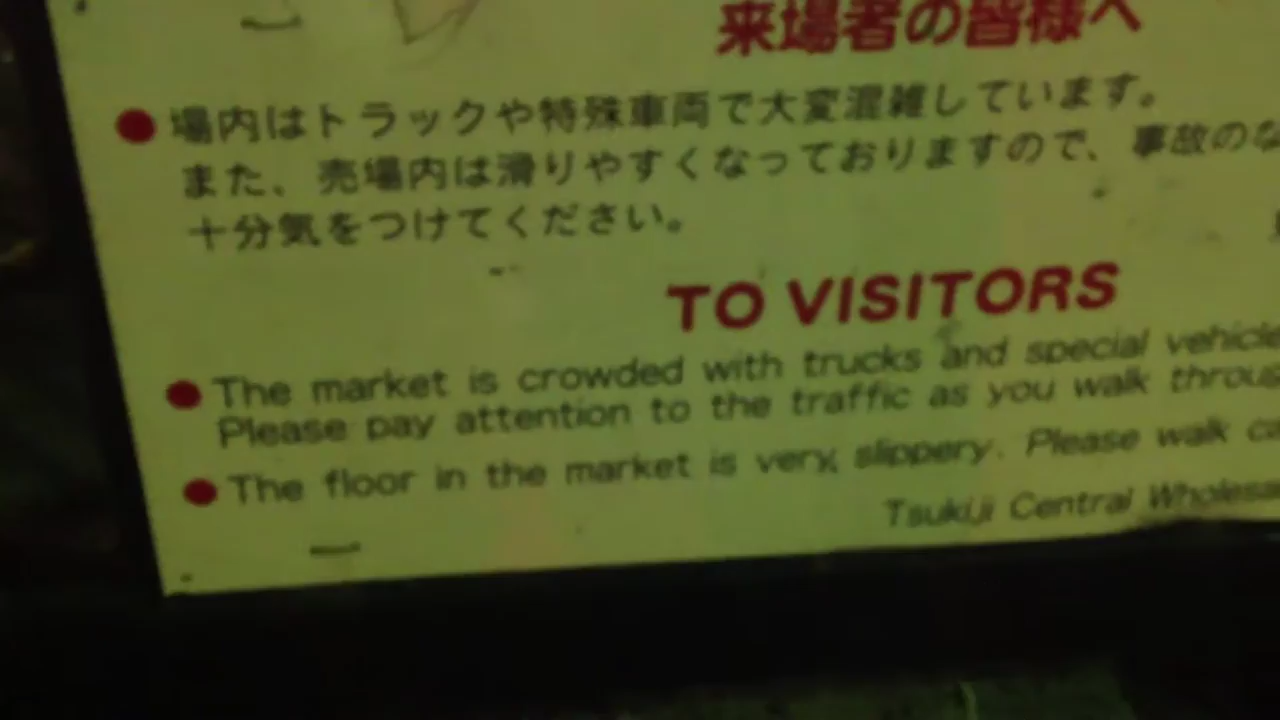 来場者の皆様へ
● 場内はトラックや特殊車両で大変混雑しています。
また、売場内は滑りやすくなっておりますので、事故のな
十分気をつけてください。
TO VISITORS
● The market is crowded with trucks and special vehicle
Please pay attention to the traffic as you walk throug
● The floor in the market is very slippery. Please walk ca
Tsukiji Central Wholesa